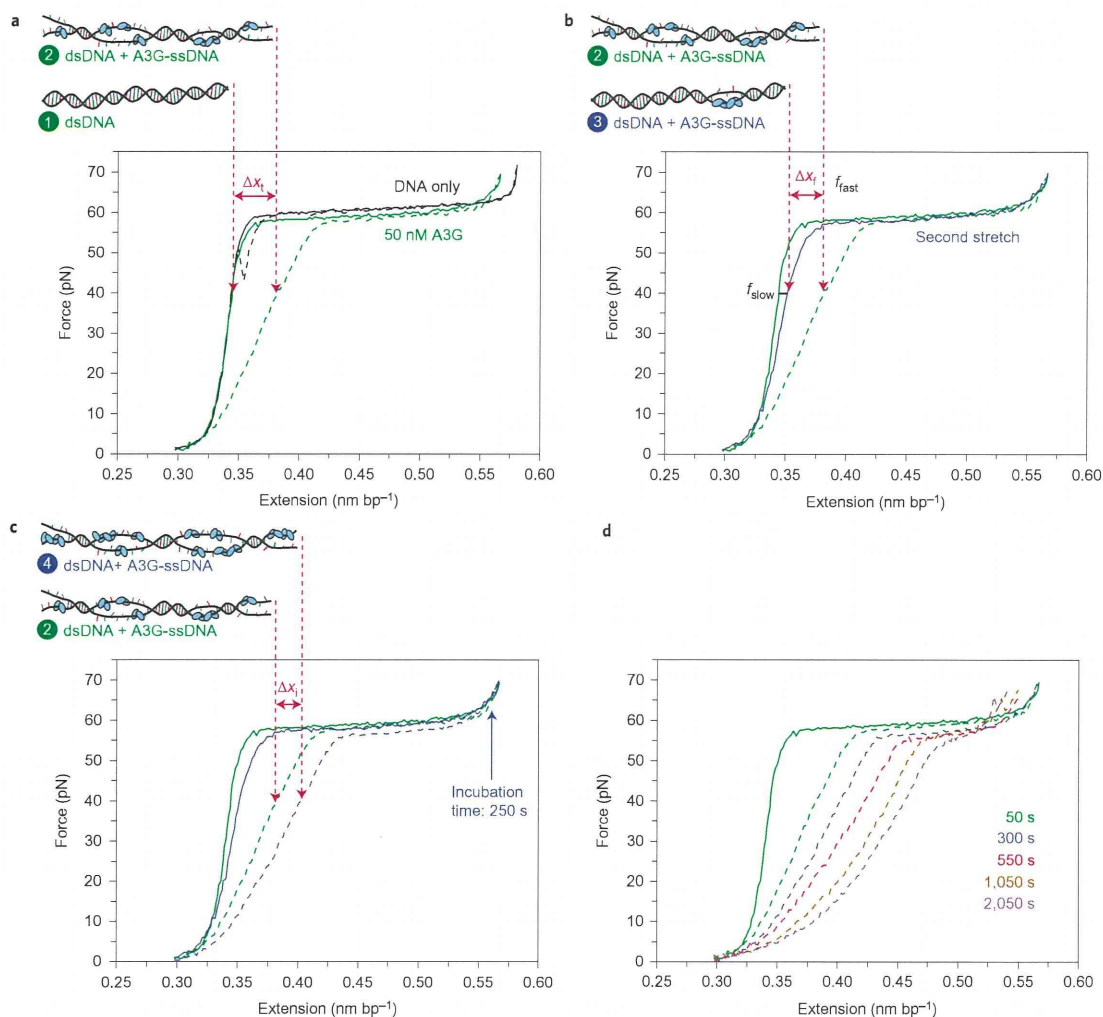 a
2 dsDNA + A3G-ssDNA
1 dsDNA
Δxt
DNA only
50 nM A3G
Force (pN)
70
60
50
40
30
20
10
0
0.25 0.30 0.35 0.40 0.45 0.50 0.55 0.60
Extension (nm bp–1)
b
2 dsDNA + A3G-ssDNA
3 dsDNA + A3G-ssDNA
Δxf
ffast
Second stretch
fslow
Force (pN)
70
60
50
40
30
20
10
0
0.25 0.30 0.35 0.40 0.45 0.50 0.55 0.60
Extension (nm bp–1)
c
4 dsDNA+ A3G-ssDNA
2 dsDNA + A3G-ssDNA
Δxi
Incubation
time: 250 s
Force (pN)
70
60
50
40
30
20
10
0
0.25 0.30 0.35 0.40 0.45 0.50 0.55 0.60
Extension (nm bp–1)
d
50 s
300 s
550 s
1,050 s
2,050 s
Force (pN)
70
60
50
40
30
20
10
0
0.25 0.30 0.35 0.40 0.45 0.50 0.55 0.60
Extension (nm bp–1)